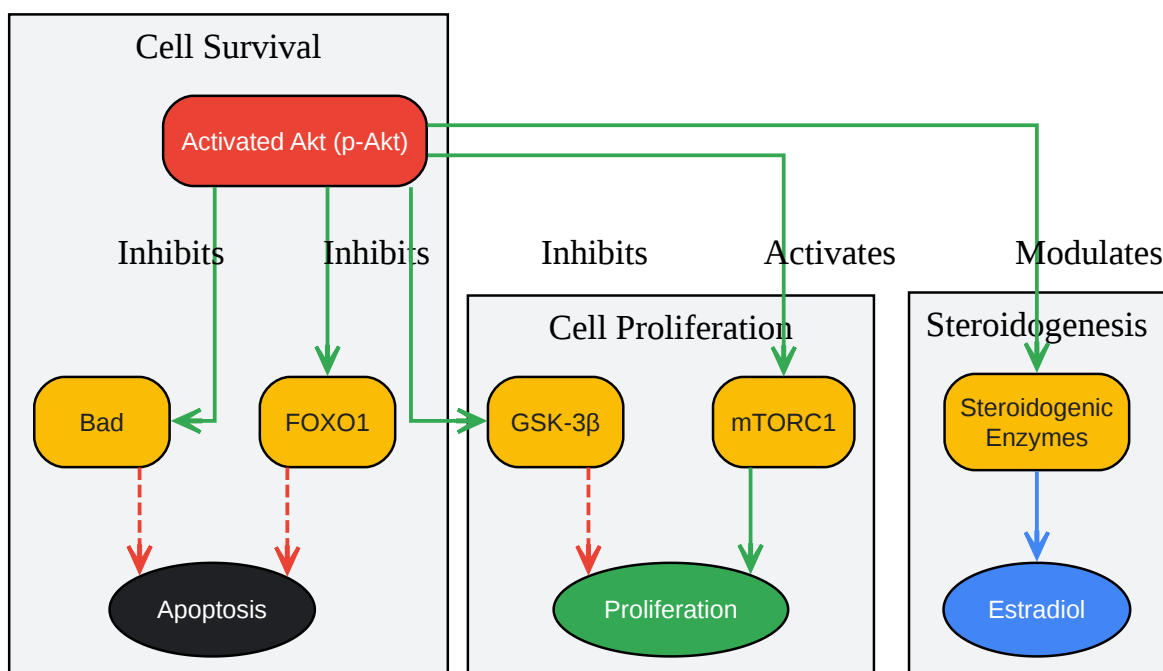 Cell Survival
Activated Akt (p-Akt)
Inhibits
Inhibits
Inhibits
Activates
Modulates
Cell Proliferation
Steroidogenesis
Bad
FOXO1
GSK-3β
mTORC1
Steroidogenic
Enzymes
Apoptosis
Proliferation
Estradiol